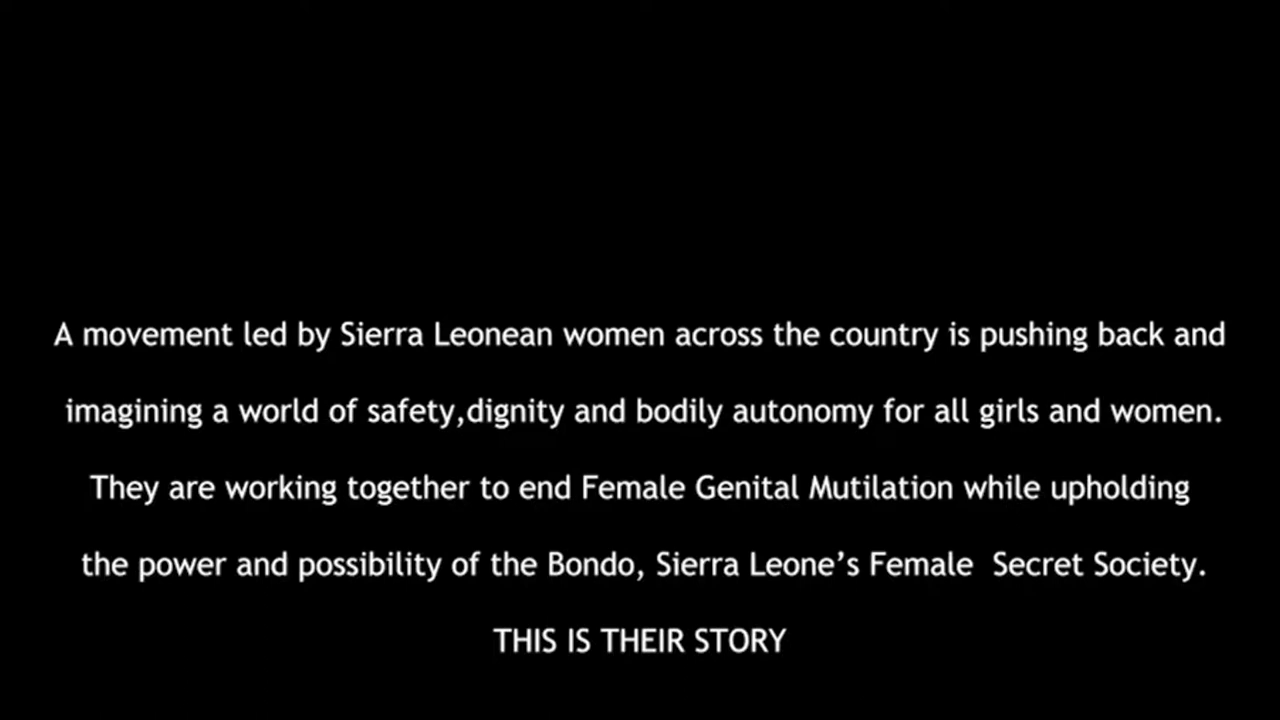 A movement led by Sierra Leonean women across the country is pushing back and
imagining a world of safety,dignity and bodily autonomy for all girls and women.
They are working together to end Female Genital Mutilation while upholding
the power and possibility of the Bondo, Sierra Leone’s Female  Secret Society.
THIS IS THEIR STORY